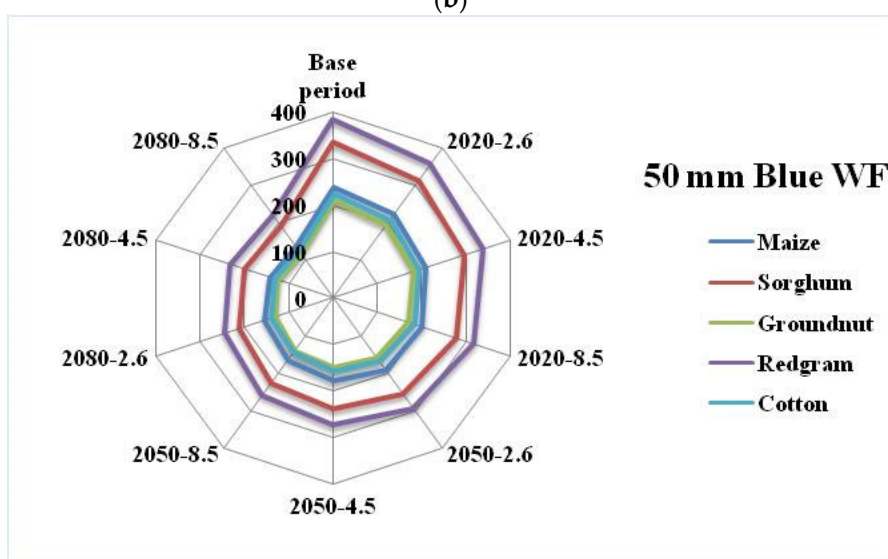 (b)
Base
period
400
2020-2.6
2080-8.5
300
50 mm Blue WF
200
2080-4.5
2020-4.5
Maize
100
Sorghum
0
Groundnut
2080-2.6
2020-8.5
Redgram
Cotton
2050-8.5
2050-2.6
2050-4.5